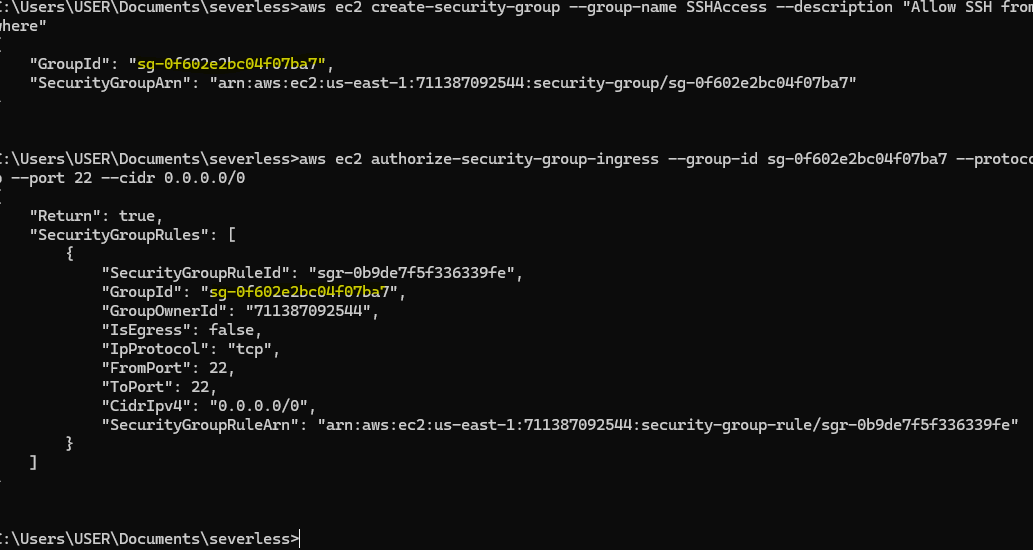 :\Users\USER\Documents\severless>aws ec2 create-security-group --group-name SSHAccess --description "Allow SSH from
where"
"GroupId": "sg-0f602e2bc04f07ba7",
"SecurityGroupArn": "arn:aws:ec2:us-east-1:711387092544:security-group/sg-0f602e2bc04f07ba7"
:\Users\USER\Documents\severless>aws ec2 authorize-security-group-ingress --group-id sg-0f602e2bc04f07ba7 --protoco
--port 22 --cidr 0.0.0.0/0
"Return": true,
"SecurityGroupRules": [
{
"SecurityGroupRuleId": "sgr-0b9de7f5f336339fe",
"GroupId": "sg-0f602e2bc04f07ba7",
"GroupOwnerId": "711387092544",
"IsEgress": false,
"IpProtocol": "tcp",
"FromPort": 22,
"ToPort": 22,
"CidrIpv4": "0.0.0.0/0",
"SecurityGroupRuleArn": "arn:aws:ec2:us-east-1:711387092544:security-group-rule/sgr-0b9de7f5f336339fe"
}
]
:\Users\USER\Documents\severless>